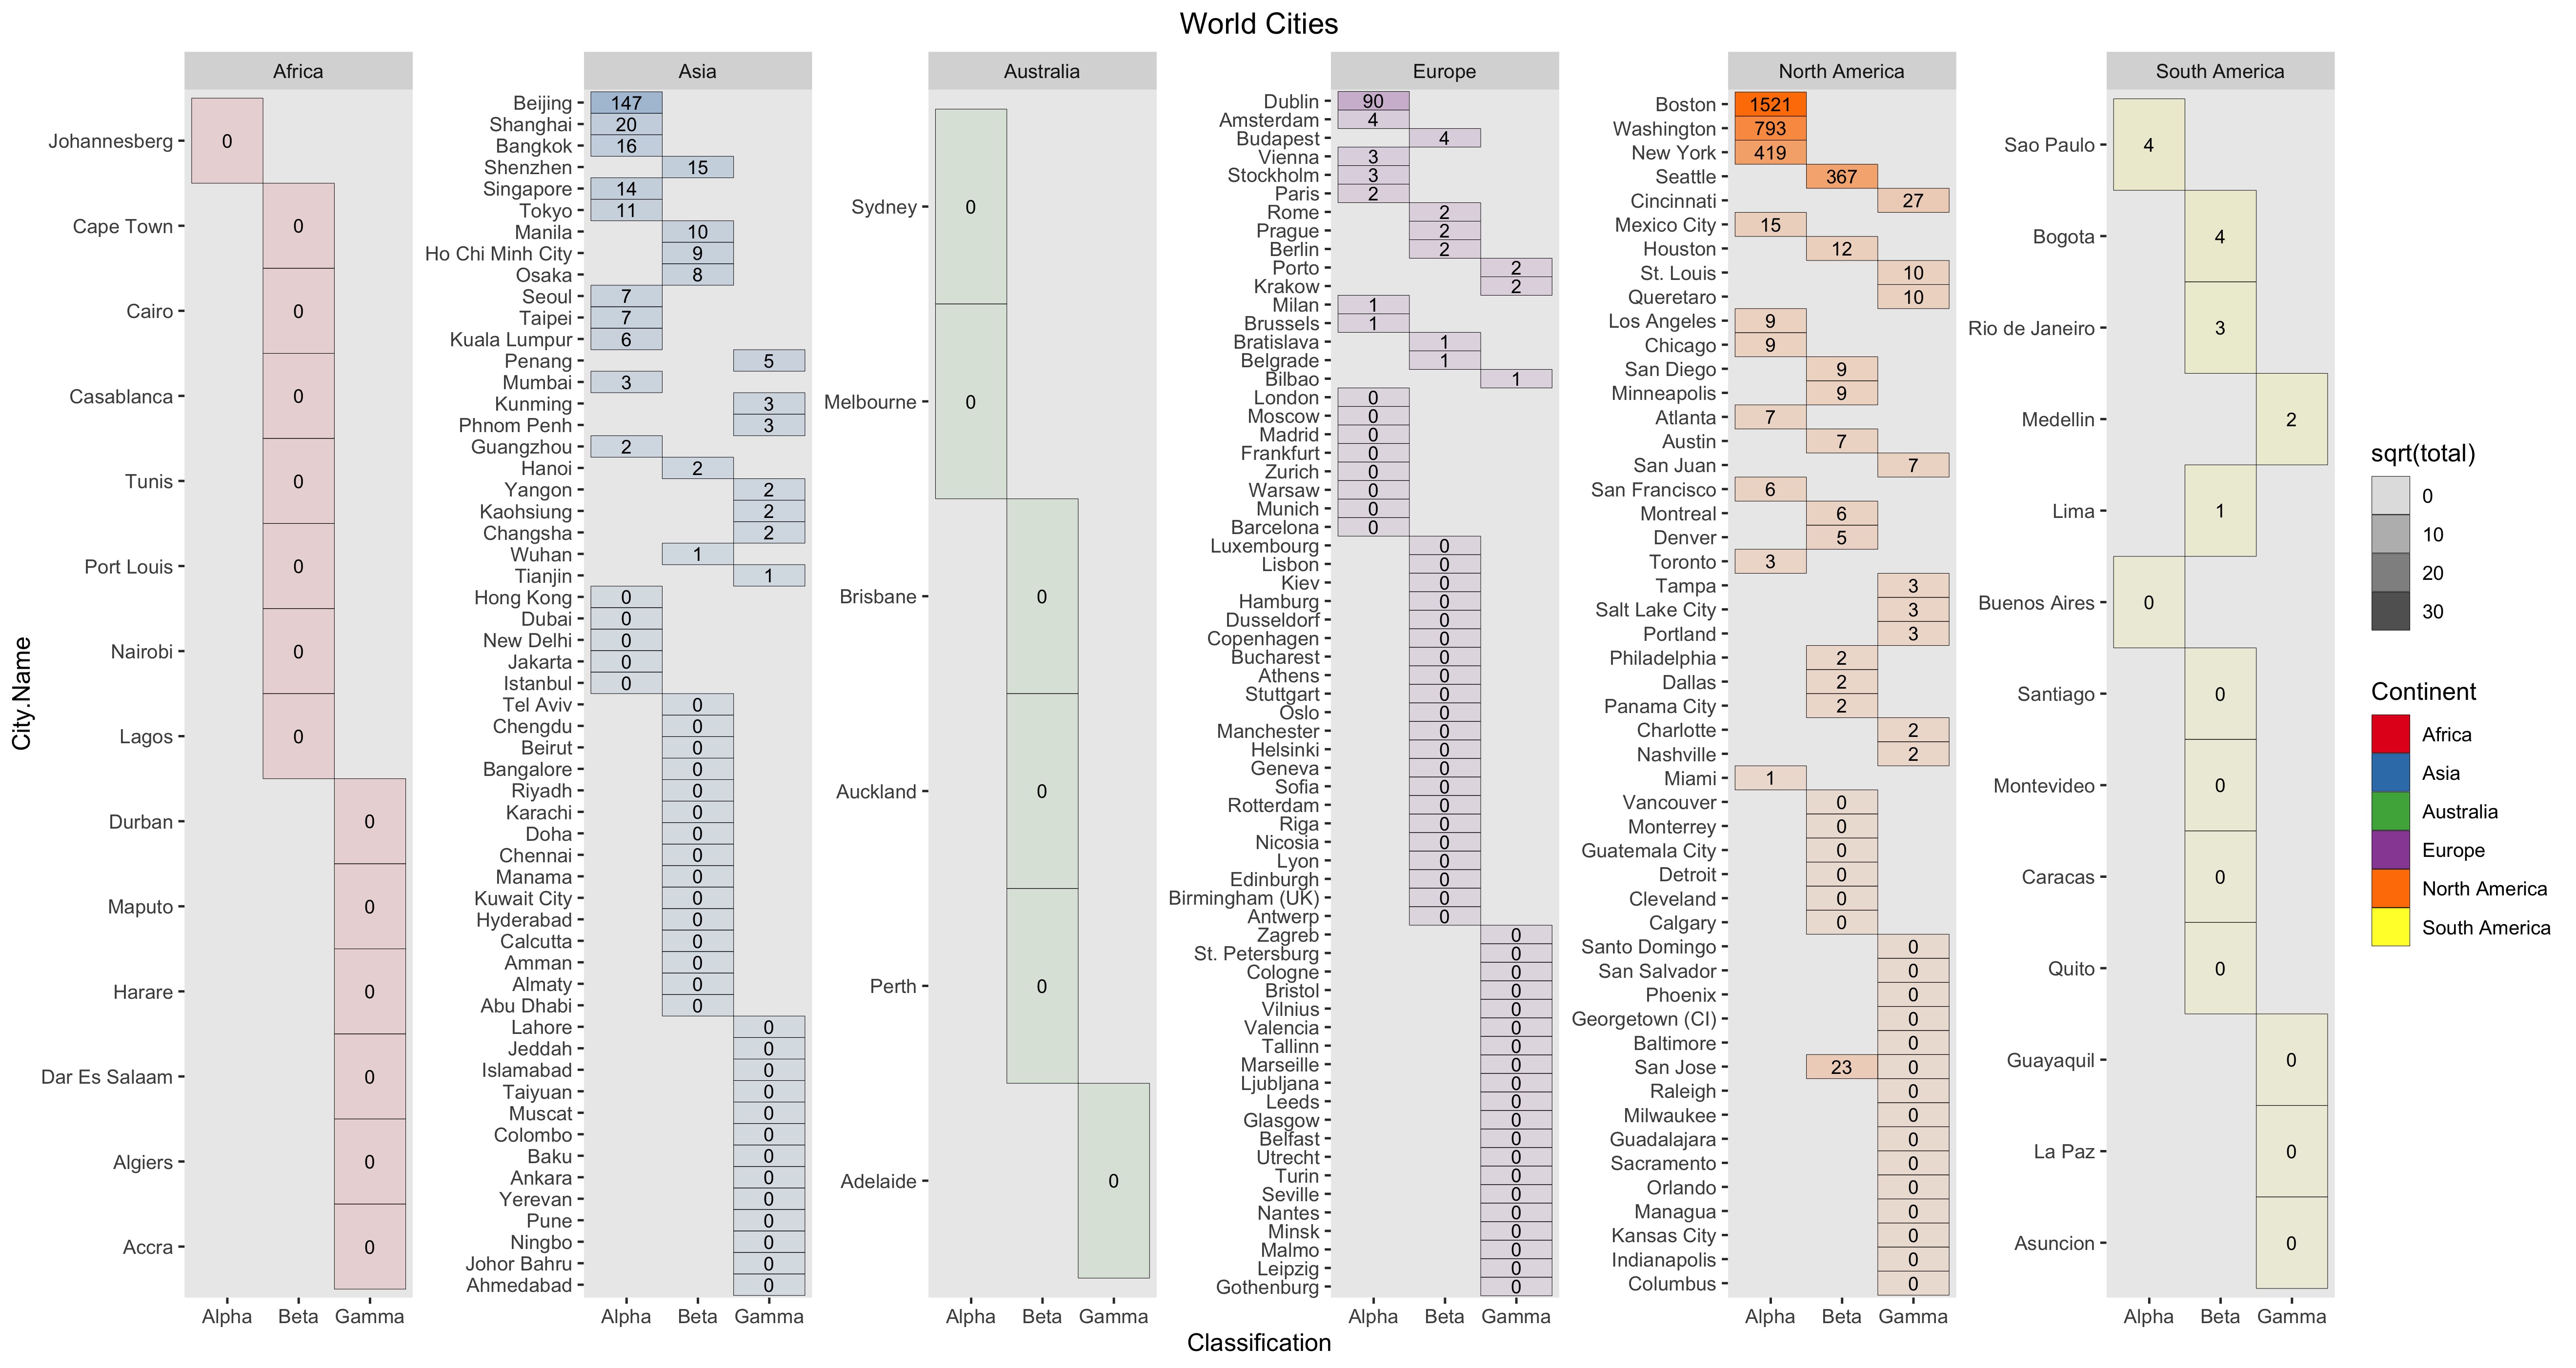 World Cities
City.Name
Africa
Johannesberg 0
Cape Town 0
Cairo 0
Casablanca 0
Tunis 0
Port Louis 0
Nairobi 0
Lagos 0
Durban 0
Maputo 0
Harare 0
Dar Es Salaam 0
Algiers 0
Accra 0
Alpha Beta Gamma
Asia
Beijing 147
Shanghai 20
Bangkok 16
Shenzhen 15
Singapore 14
Tokyo 11
Manila 10
Ho Chi Minh City 9
Osaka 8
Seoul 7
Taipei 7
Kuala Lumpur 6
Penang 5
Mumbai 3
Kunming 3
Phnom Penh 3
Guangzhou 2
Hanoi 2
Yangon 2
Kaohsiung 2
Changsha 2
Wuhan 1
Tianjin 1
Hong Kong 0
Dubai 0
New Delhi 0
Jakarta 0
Istanbul 0
Tel Aviv 0
Chengdu 0
Beirut 0
Bangalore 0
Riyadh 0
Karachi 0
Doha 0
Chennai 0
Manama 0
Kuwait City 0
Hyderabad 0
Calcutta 0
Amman 0
Almaty 0
Abu Dhabi 0
Lahore 0
Jeddah 0
Islamabad 0
Taiyuan 0
Muscat 0
Colombo 0
Baku 0
Ankara 0
Yerevan 0
Pune 0
Ningbo 0
Johor Bahru 0
Ahmedabad 0
Alpha Beta Gamma
Australia
Sydney 0
Melbourne 0
Brisbane 0
Auckland 0
Perth 0
Adelaide 0
Alpha Beta Gamma
Europe
Dublin 90
Amsterdam 4
Budapest 4
Vienna 3
Stockholm 3
Paris 2
Rome 2
Prague 2
Berlin 2
Porto 2
Krakow 2
Milan 1
Brussels 1
Bratislava 1
Belgrade 1
Bilbao 1
London 0
Moscow 0
Madrid 0
Frankfurt 0
Zurich 0
Warsaw 0
Munich 0
Barcelona 0
Luxembourg 0
Lisbon 0
Kiev 0
Hamburg 0
Dusseldorf 0
Copenhagen 0
Bucharest 0
Athens 0
Stuttgart 0
Oslo 0
Manchester 0
Helsinki 0
Geneva 0
Sofia 0
Rotterdam 0
Riga 0
Nicosia 0
Lyon 0
Edinburgh 0
Birmingham (UK) 0
Antwerp 0
Zagreb 0
St. Petersburg 0
Cologne 0
Bristol 0
Vilnius 0
Valencia 0
Tallinn 0
Marseille 0
Ljubljana 0
Leeds 0
Glasgow 0
Belfast 0
Utrecht 0
Turin 0
Seville 0
Nantes 0
Minsk 0
Malmo 0
Leipzig 0
Gothenburg 0
Alpha Beta Gamma
North America
Boston 1521
Washington 793
New York 419
Seattle 367
Cincinnati 27
Mexico City 15
Houston 12
St. Louis 10
Queretaro 10
Los Angeles 9
Chicago 9
San Diego 9
Minneapolis 9
Atlanta 7
Austin 7
San Juan 7
San Francisco 6
Montreal 6
Denver 5
Toronto 3
Tampa 3
Salt Lake City 3
Portland 3
Philadelphia 2
Dallas 2
Panama City 2
Charlotte 2
Nashville 2
Miami 1
Vancouver 0
Monterrey 0
Guatemala City 0
Detroit 0
Cleveland 0
Calgary 0
Santo Domingo 0
San Salvador 0
Phoenix 0
Georgetown (CI) 0
Baltimore 0
San Jose 23 0
Raleigh 0
Milwaukee 0
Guadalajara 0
Sacramento 0
Orlando 0
Managua 0
Kansas City 0
Indianapolis 0
Columbus 0
Alpha Beta Gamma
South America
Sao Paulo 4
Bogota 4
Rio de Janeiro 3
Medellin 2
Lima 1
Buenos Aires 0
Santiago 0
Montevideo 0
Caracas 0
Quito 0
Guayaquil 0
La Paz 0
Asuncion 0
Alpha Beta Gamma
Classification
sqrt(total)
0
10
20
30
Continent
Africa
Asia
Australia
Europe
North America
South America